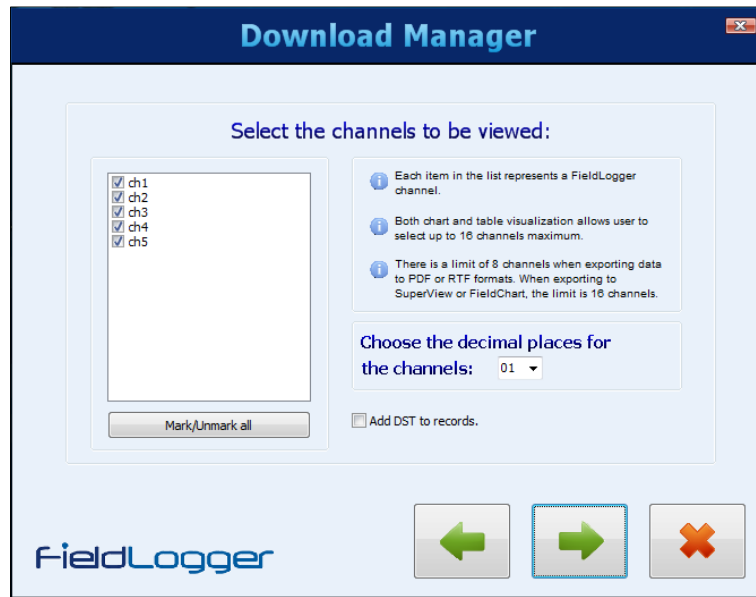 Download Manager
Select the channels to be viewed:
ch1
ch2
ch3
ch4
ch5
Mark/Unmark all
Each item in the list represents a FieldLogger
channel.
Both chart and table visualization allows user to
select up to 16 channels maximum.
There is a limit of 8 channels when exporting data
to PDF or RTF formats. When exporting to
SuperView or FieldChart, the limit is 16 channels.
Choose the decimal places for
the channels: 01
Add DST to records.
FieldLogger